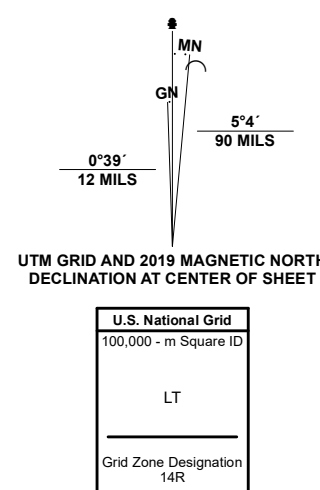 MN
GN
5°4´
90 MILS
0°39´
12 MILS
UTM GRID AND 2019 MAGNETIC NORTH
DECLINATION AT CENTER OF SHEET
U.S. National Grid
100,000 - m Square ID
LT
Grid Zone Designation
14R